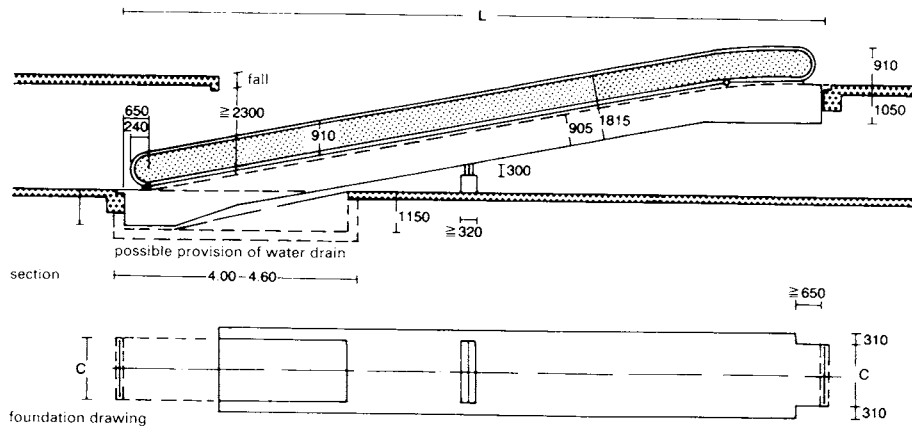 L
fall
910
1050
650
240
≧2300
910
905
1815
300
1150
≧320
possible provision of water drain
section
4.00–4.60
≧650
310
C
C
310
foundation drawing